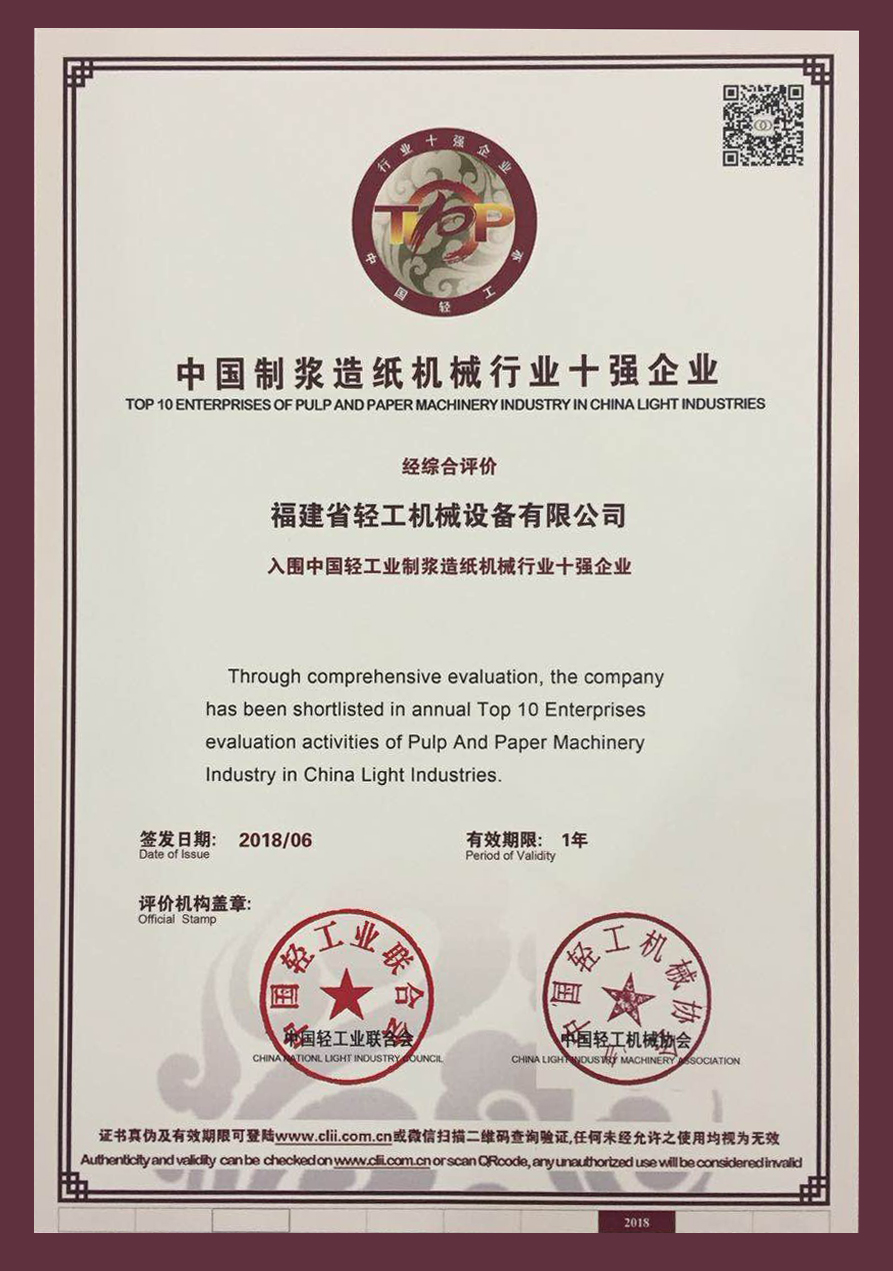 行业十强企业
TOP
中国轻工业
中国制浆造纸机械行业十强企业
TOP 10 ENTERPRISES OF PULP AND PAPER MACHINERY INDUSTRY IN CHINA LIGHT INDUSTRIES
经综合评价
福建省轻工机械设备有限公司
入围中国轻工业制浆造纸机械行业十强企业
Through comprehensive evaluation, the company
has been shortlisted in annual Top 10 Enterprises
evaluation activities of Pulp And Paper Machinery
Industry in China Light Industries.
签发日期: 2018/06 有效期限: 1年
Date of Issue Period of Validity
评价机构盖章:
Official Stamp
中国轻工业联合会
中国轻工机械协会
中国轻工业联合会 中国轻工机械协会
CHINA NATIONL LIGHT INDUSTRY COUNCIL CHINA LIGHT INDUSTRY MACHINERY ASSOCIATION
证书真伪及有效期限可登陆www.clii.com.cn或微信扫描二维码查询验证,任何未经允许之使用均视为无效
Authenticity and validity can be checked on www.clii.com.cn or scan QRcode, any unauthorized use will be considered invalid
2018